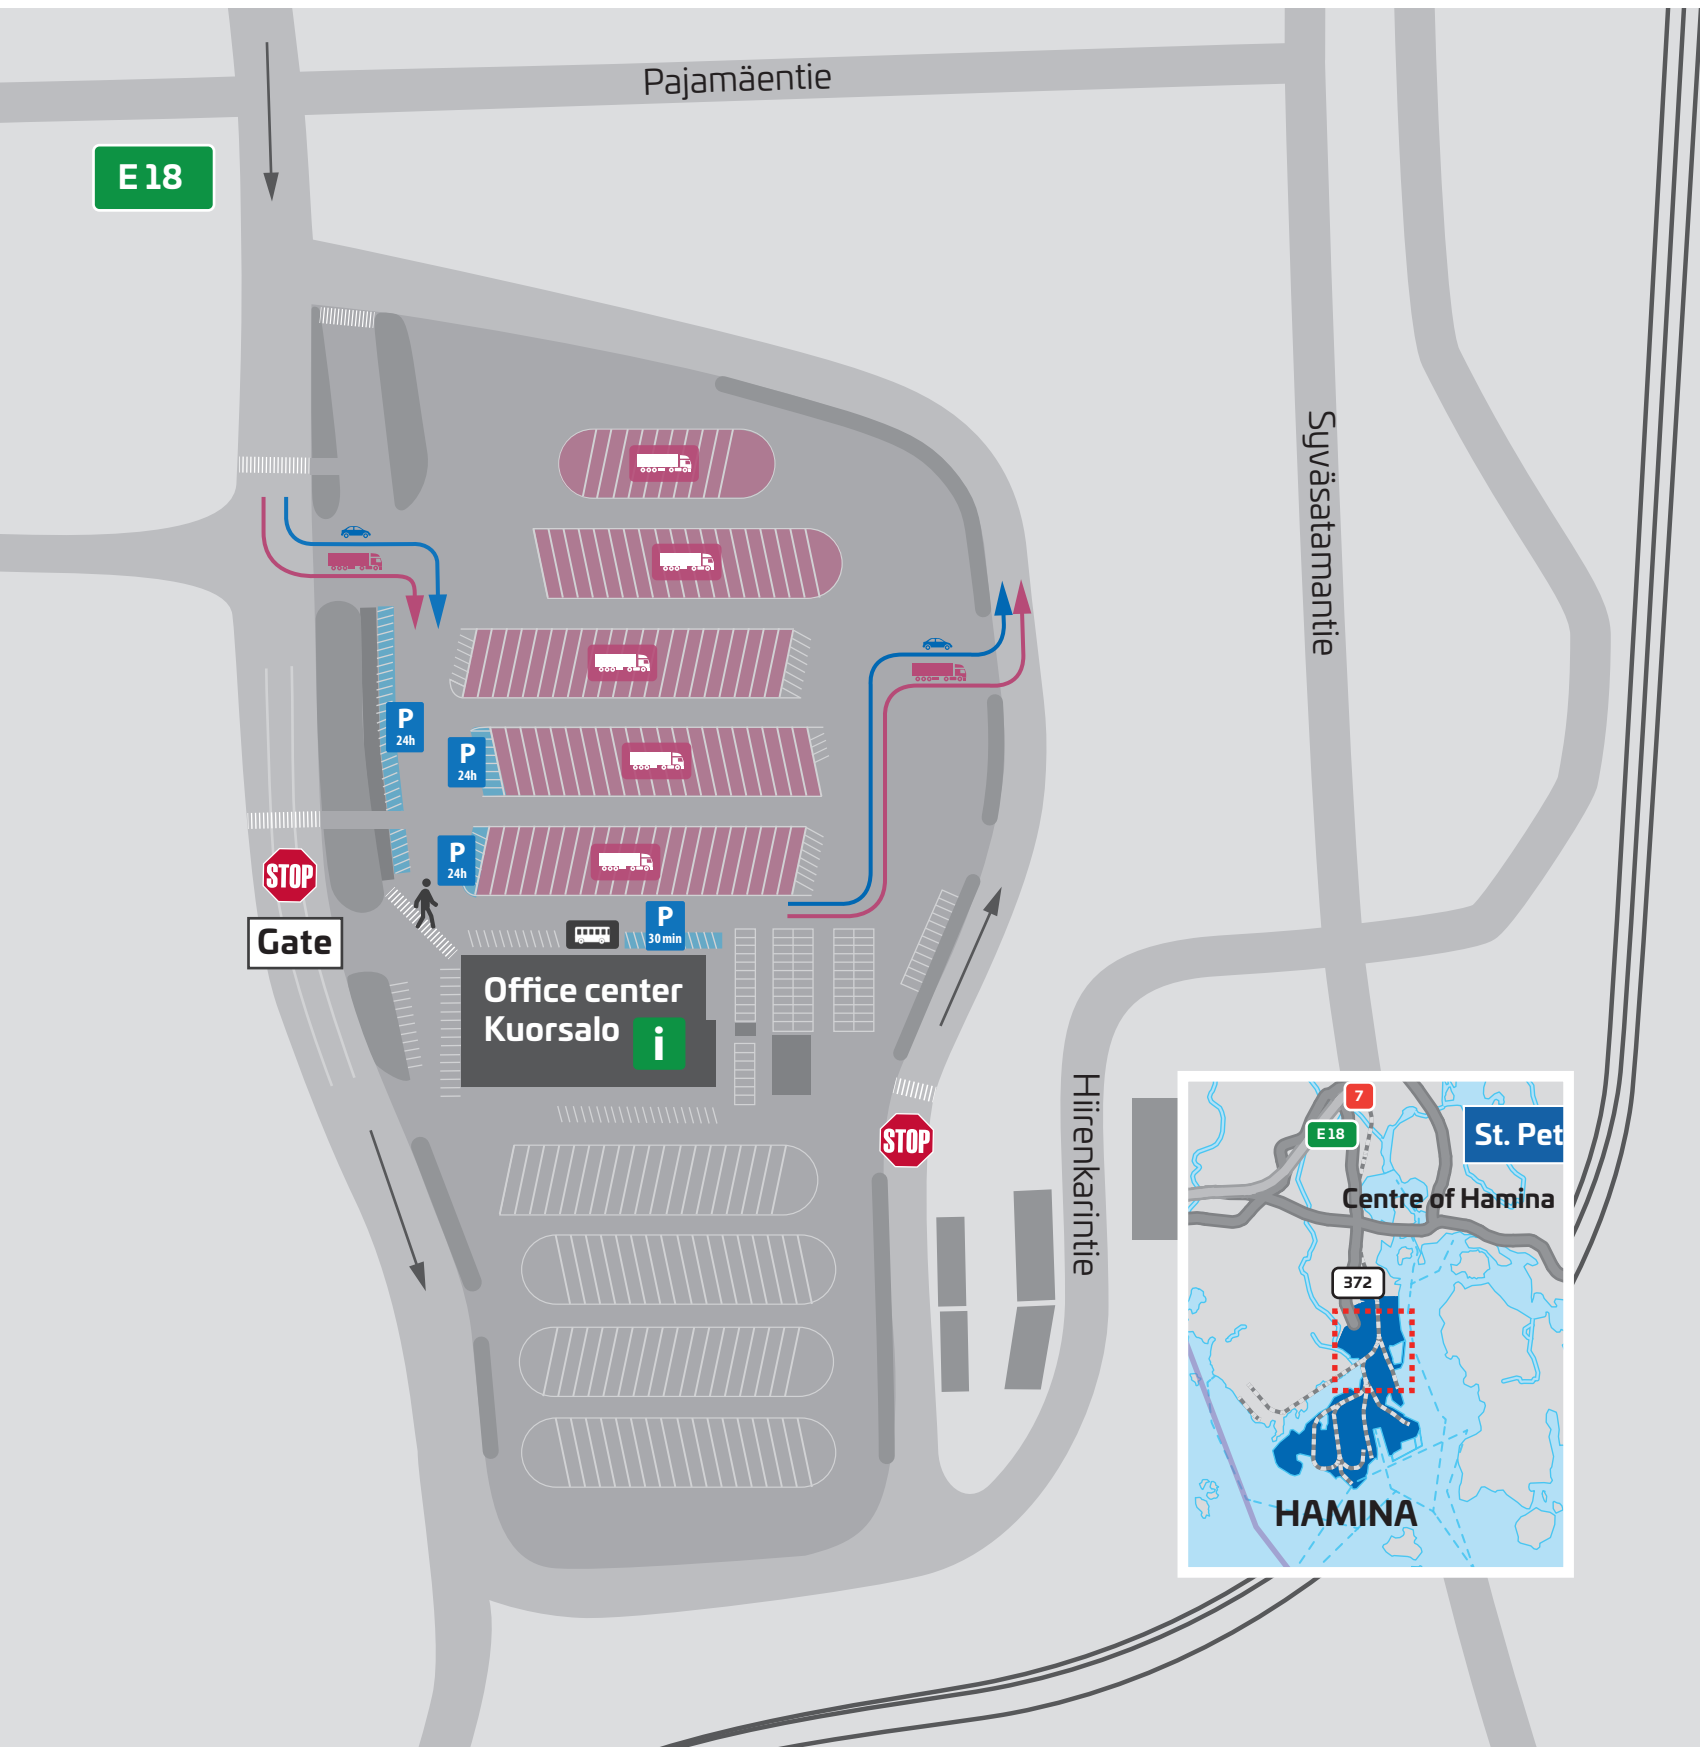 Pajamäentie
E 18
Syväsatamantie
P
24h
P
24h
P
24h
STOP
Gate
P
30 min
Office center
Kuorsalo
i
STOP
Hiirenkarintie
7
E 18
St. Pet
Centre of Hamina
372
HAMINA